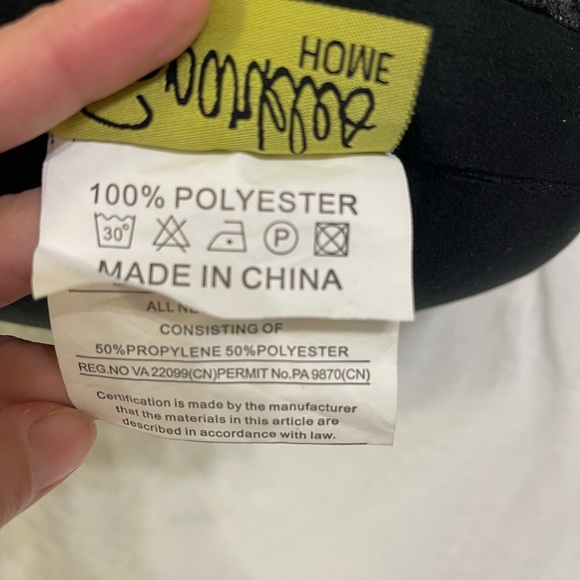 HOME
100% POLYESTER
30°
P
MADE IN CHINA
ALL
CONSISTING OF
50%PROPYLENE 50%POLYESTER
REG.NO VA 22099(CN)PERMIT No.PA 9870(CN)
Certification is made by the manufacturer
that the materials in this article are
described in accordance with law.